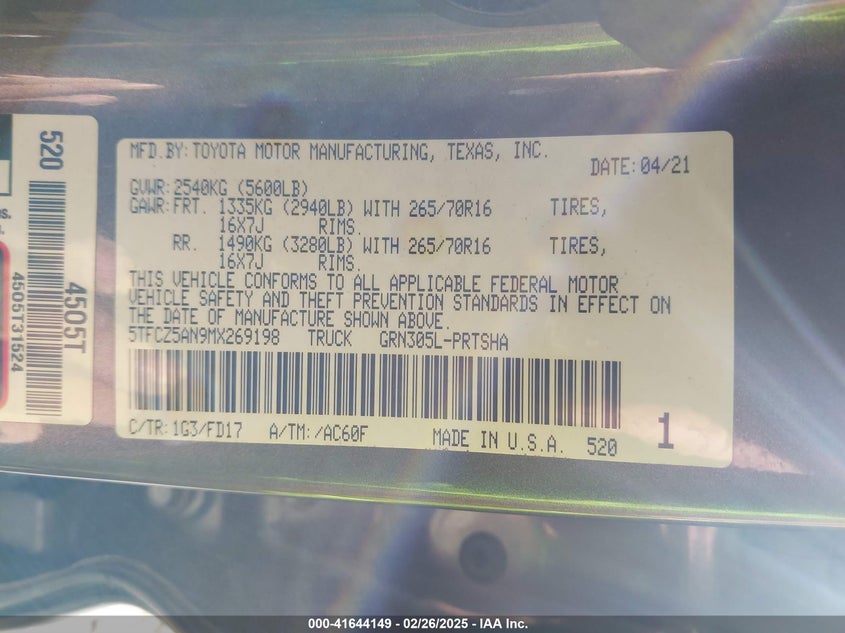 520
4505T
4505T31524
MFD.BY: TOYOTA MOTOR MANUFACTURING, TEXAS, INC.
DATE: 04/21
GVWR: 2540KG (5600LB)
GAWR: FRT. 1335KG (2940LB) WITH 265/70R16 TIRES,
16X7J RIMS.
RR. 1490KG (3280LB) WITH 265/70R16 TIRES,
16X7J RIMS.
THIS VEHICLE CONFORMS TO ALL APPLICABLE FEDERAL MOTOR
VEHICLE SAFETY AND THEFT PREVENTION STANDARDS IN EFFECT ON
THE DATE OF MANUFACTURE SHOWN ABOVE.
5TFCZ5AN9MX269198 TRUCK GRN305L-PRTSHA
C/TR: 1G3/FD17 A/TM: /AC60F MADE IN U.S.A. 520 1
000-41644149 - 02/26/2025 - IAA Inc.